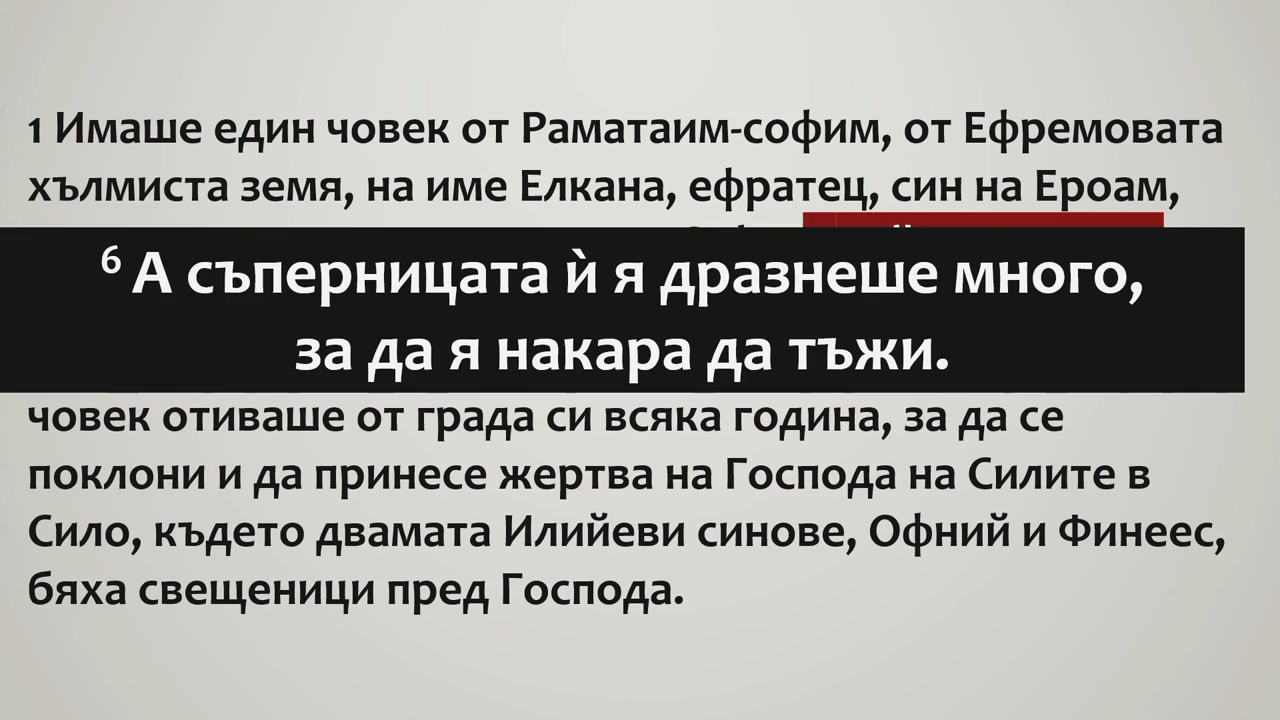 1 Имаше един човек от Раматаим-софим, от Ефремовата
хълмиста земя, на име Елкана, ефратец, син на Ероам,
6 А съперницата ѝ я дразнеше много,
за да я накара да тъжи.
човек отиваше от града си всяка година, за да се
поклони и да принесе жертва на Господа на Силите в
Сило, където двамата Илийеви синове, Офний и Финеес,
бяха свещеници пред Господа.